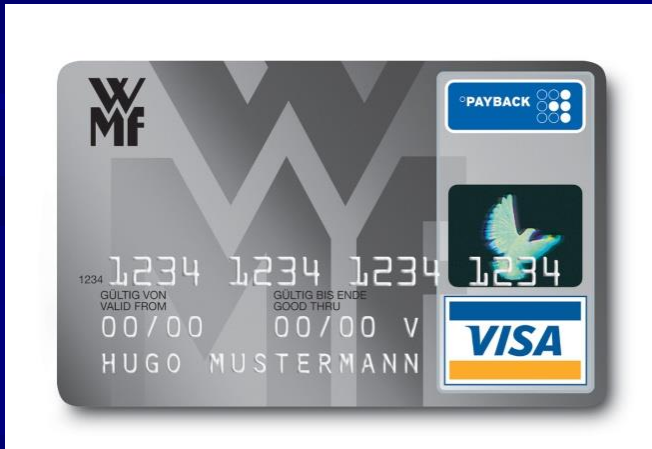 WMF
°PAYBACK
1234 1234 1234 1234 1234
GÜLTIG VON GÜLTIG BIS ENDE
VALID FROM GOOD THRU
00/00 00/00 V
HUGO MUSTERMANN
VISA